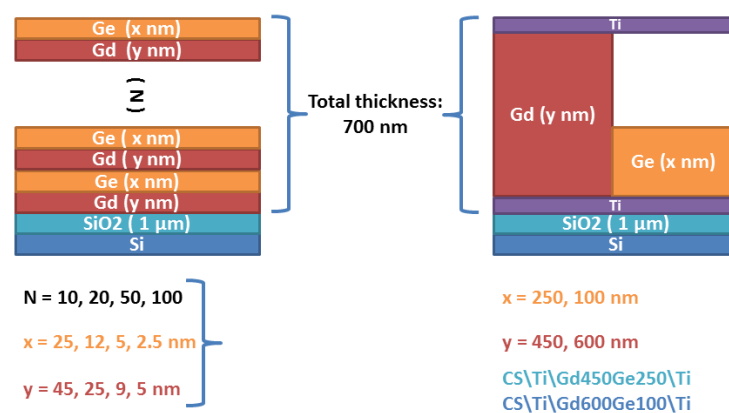 Ge (x nm)
Gd (y nm)
(N)
Ge ( x nm)
Gd ( y nm)
Ge (x nm)
Gd (y nm)
SiO2 ( 1 µm)
Si
Total thickness:
700 nm
Ti
Gd (y nm)
Ge (x nm)
Ti
SiO2 ( 1 µm)
Si
N = 10, 20, 50, 100
x = 25, 12, 5, 2.5 nm
y = 45, 25, 9, 5 nm
x = 250, 100 nm
y = 450, 600 nm
CS\Ti\Gd450Ge250\Ti
CS\Ti\Gd600Ge100\Ti